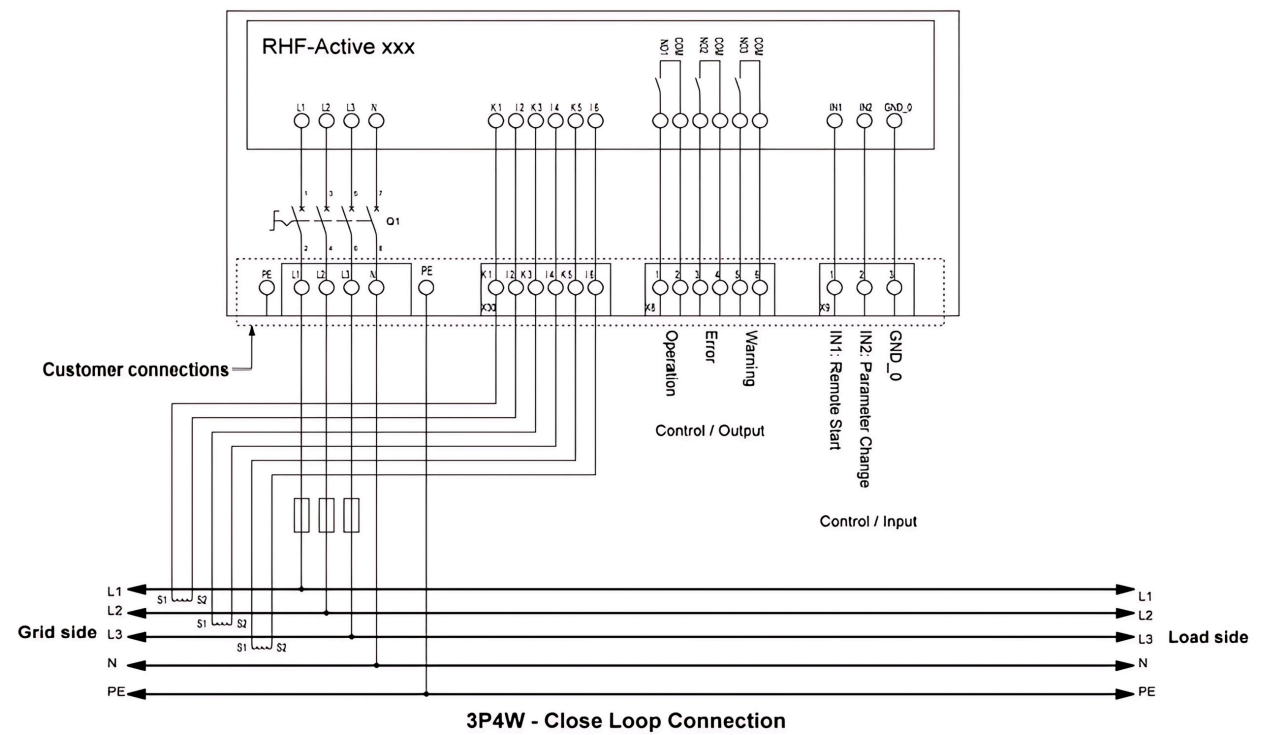 RHF-Active xxx
NO1 COM NO2 COM NO3 COM
L1 L2 L3 N
K1 I2 K3 I4 K5 I6
IN1 IN2 GND_0
1 3 5 7
Q1
2 4 6 8
PE L1 L2 L3 N PE
K1 I2 K3 I4 K5 I6
1 2 3 4 5 6
1 2 3
X30
X8
X9
Customer connections
Operation
Error
Warning
IN1: Remote Start
IN2: Parameter Change
GND_0
Control / Output
Control / Input
L1
S1 S2
L1
L2
S1 S2
L2
Grid side
L3
S1 S2
L3
Load side
N
N
PE
PE
3P4W - Close Loop Connection